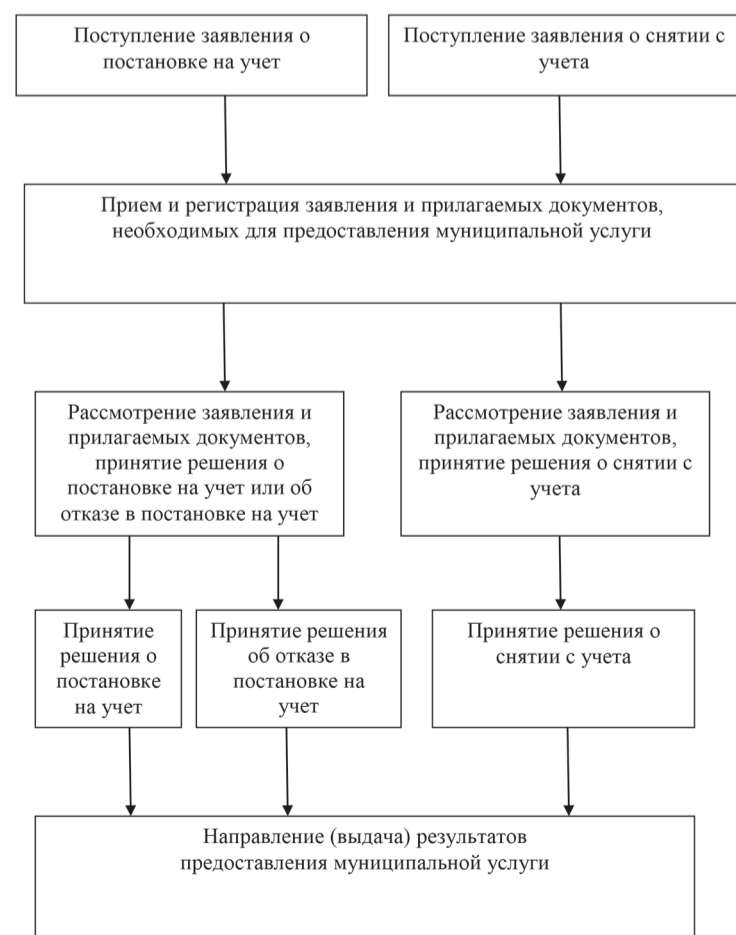 Поступление заявления о
постановке на учет
Поступление заявления о снятии с
учета
Прием и регистрация заявления и прилагаемых документов,
необходимых для предоставления муниципальной услуги
Рассмотрение заявления и
прилагаемых документов,
принятие решения о
постановке на учет или об
отказе в постановке на учет
Рассмотрение заявления и
прилагаемых документов,
принятие решения о снятии с
учета
Принятие
решения о
постановке
на учет
Принятие решения
об отказе в
постановке на
учет
Принятие решения о
снятии с учета
Направление (выдача) результатов
предоставления муниципальной услуги